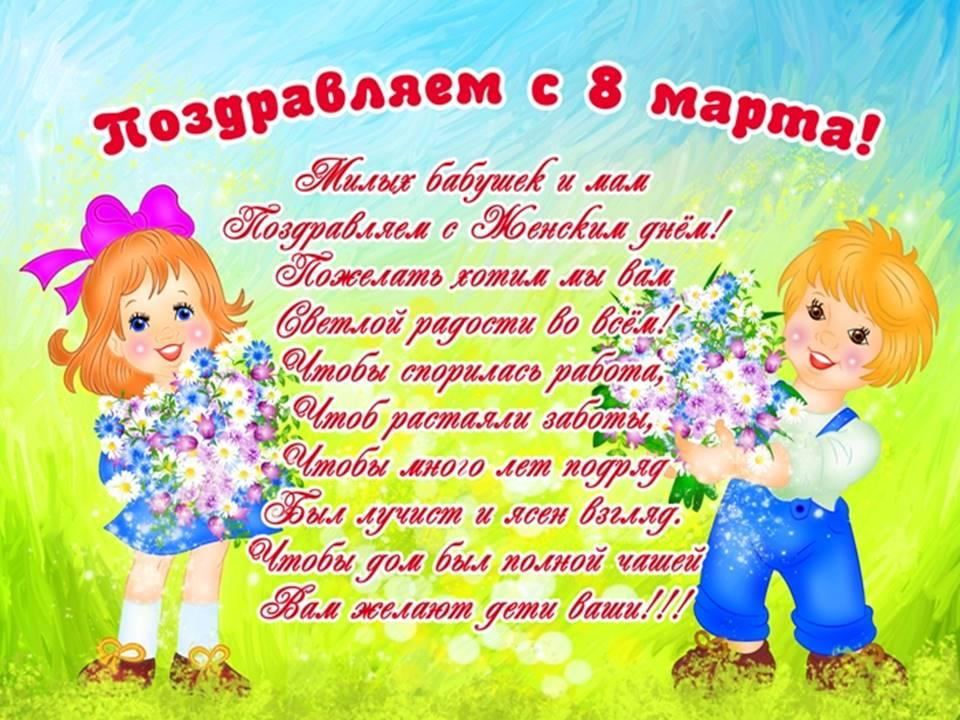 Поздравляем с 8 марта!
Милых бабушек и мам
Поздравляем с Женским днём!
Пожелать хотим мы вам
Светлой радости во всём!
Чтобы спорилась работа,
Чтоб растаяли заботы,
Чтобы много лет подряд
Был лучист и ясен взгляд.
Чтобы дом был полной чашей
Вам желают дети ваши!!!